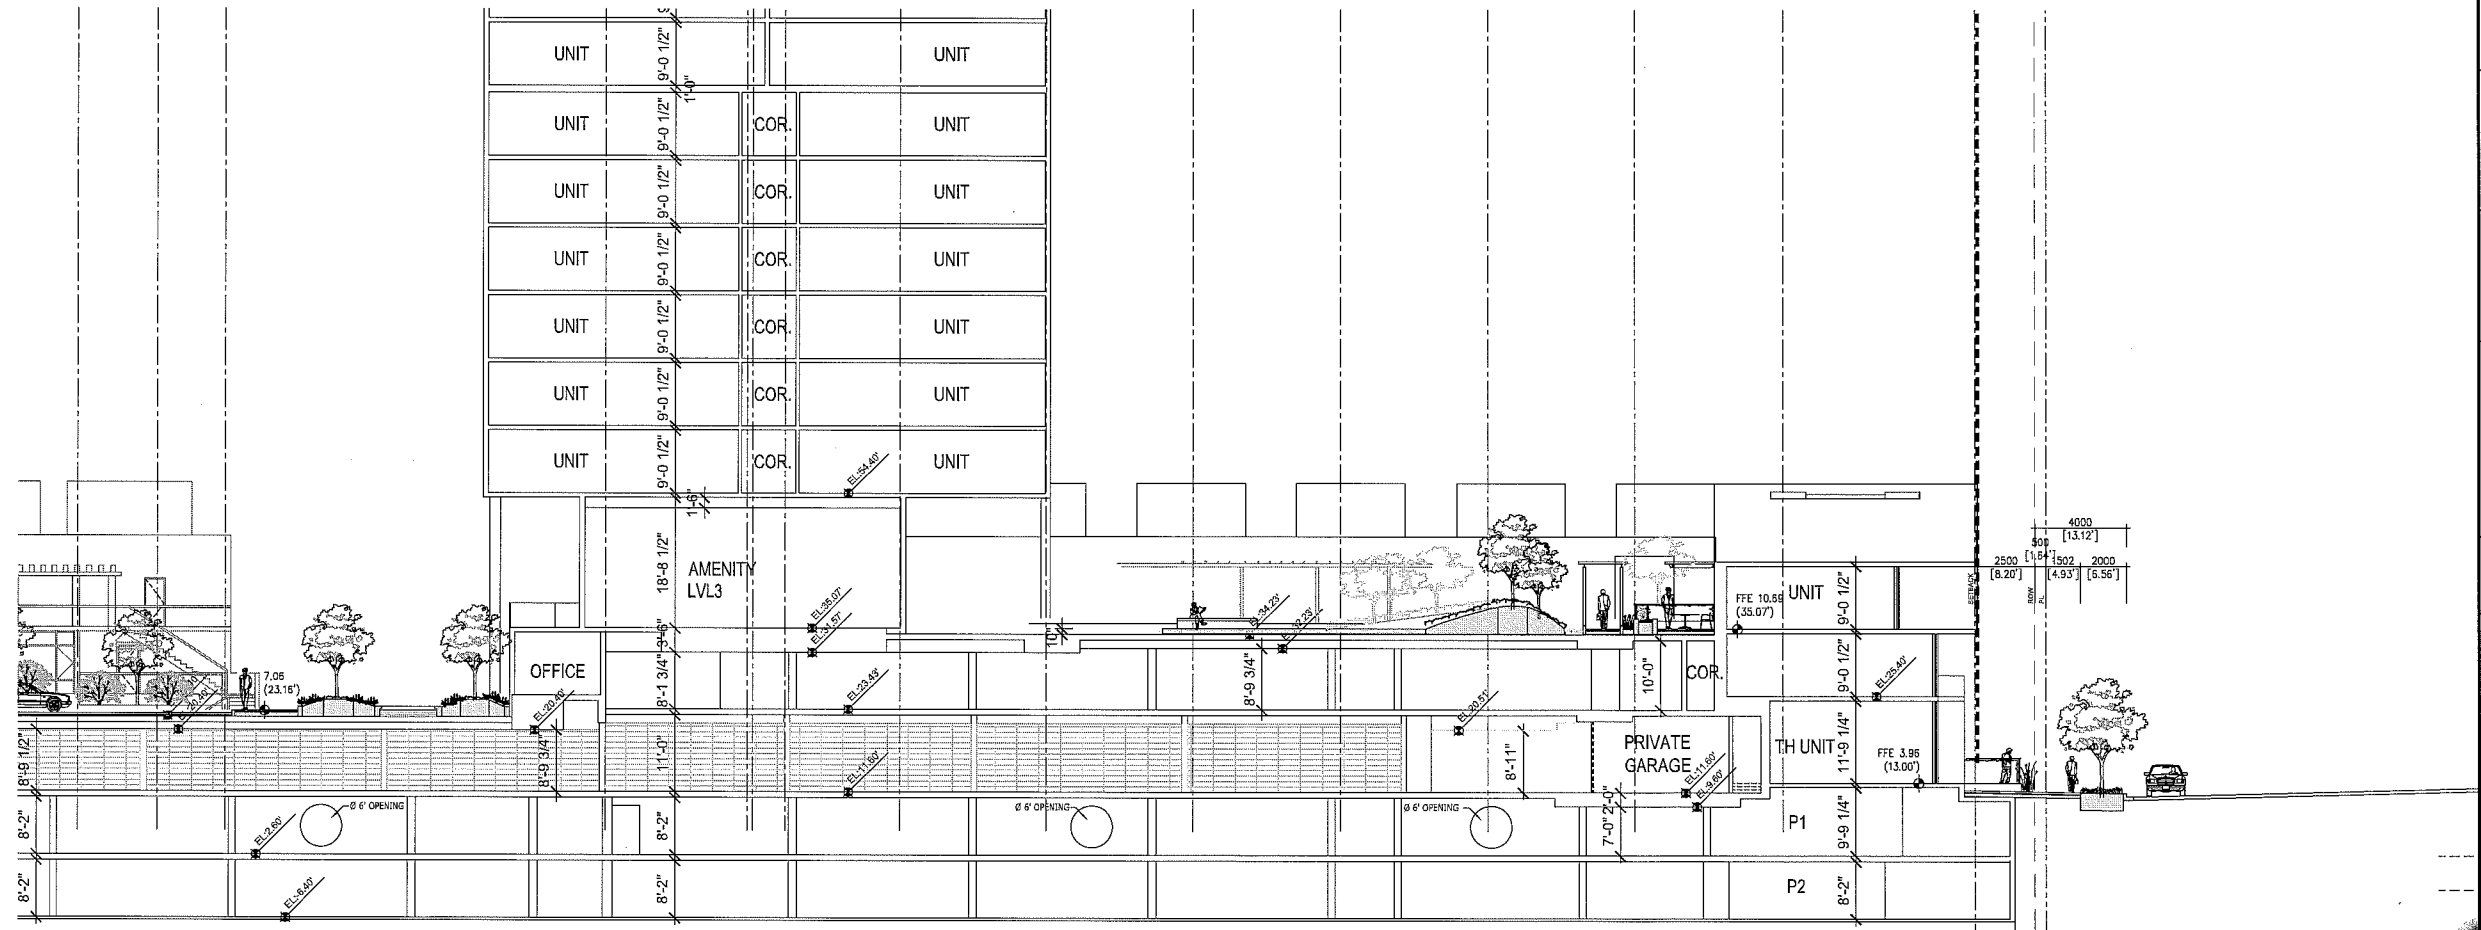 UNIT
9'-0 1/2"
UNIT
1'-0"
UNIT
9'-0 1/2"
COR.
UNIT
UNIT
9'-0 1/2"
COR.
UNIT
UNIT
9'-0 1/2"
COR.
UNIT
UNIT
9'-0 1/2"
COR.
UNIT
UNIT
9'-0 1/2"
COR.
UNIT
UNIT
9'-0 1/2"
COR.
UNIT
EL:54.40'
1'-6"
18'-8 1/2"
AMENITY
LVL3
EL:35.07'
EL:31.57'
3'-6"
10"
EL:34.23'
EL:32.23'
4000
[13.12']
500
[1.64']
2500
[8.20']
1502
[4.93']
2000
[6.56']
SETBACK
ROW
PL
UNIT
9'-0 1/2"
FFE 10.69
(35.07')
OFFICE
8'-1 3/4"
EL:23.43'
8'-9 3/4"
10'-0"
COR.
9'-0 1/2"
EL:25.40'
7.06
(23.16')
EL:20.40'
EL:20.40'
EL:20.51'
8'-9 1/2"
8'-9 3/4"
11'-0"
EL:11.60'
8'-11"
PRIVATE
GARAGE
EL:11.60'
EL:9.60'
TH UNIT
11'-9 1/4"
FFE 3.96
(13.00')
8'-2"
EL:2.60'
Ø 6' OPENING
8'-2"
Ø 6' OPENING
Ø 6' OPENING
2'-0"
7'-0"
P1
9'-9 1/4"
8'-2"
EL:-6.40'
8'-2"
P2
8'-2"